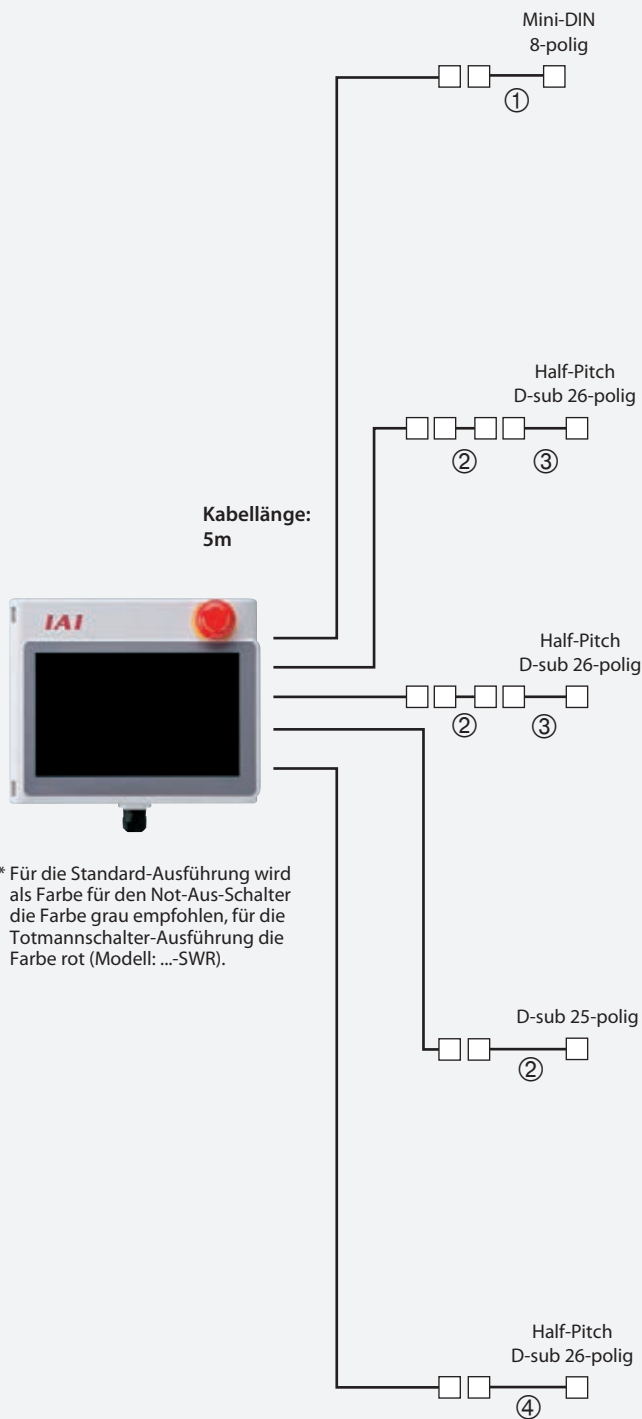 Mini-DIN
8-polig
①
Half-Pitch
D-sub 26-polig
② ③
Kabellänge:
5m
IAI
Half-Pitch
D-sub 26-polig
② ③
* Für die Standard-Ausführung wird
als Farbe für den Not-Aus-Schalter
die Farbe grau empfohlen, für die
Totmannschalter-Ausführung die
Farbe rot (Modell: ...-SWR).
D-sub 25-polig
②
Half-Pitch
D-sub 26-polig
④